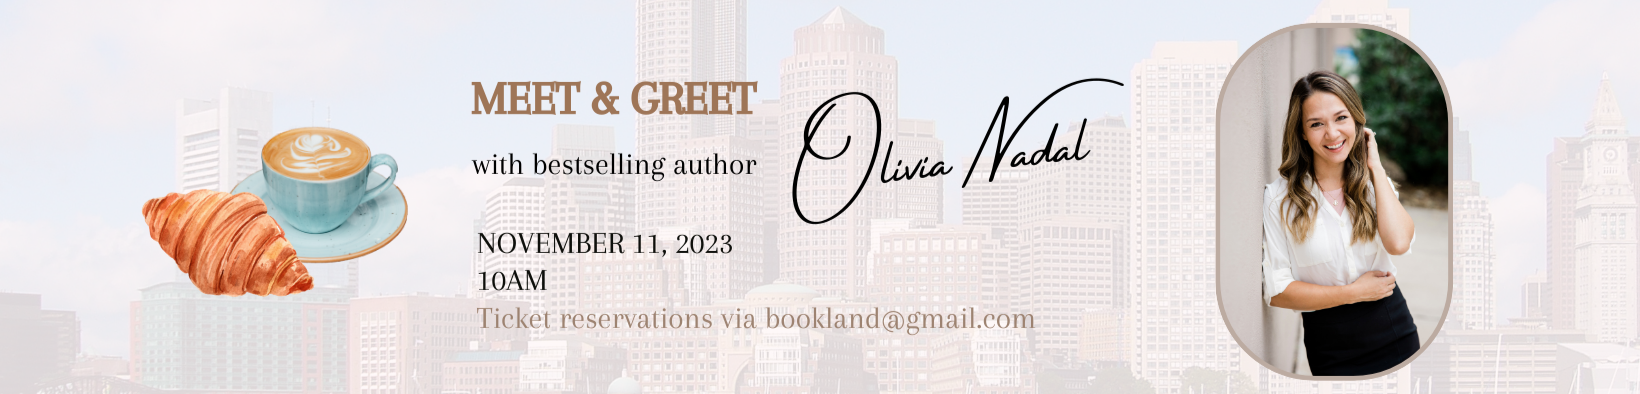 MEET & GREET
with bestselling author
Olivia Nadal
NOVEMBER 11, 2023
10AM
Ticket reservations via bookland@gmail.com